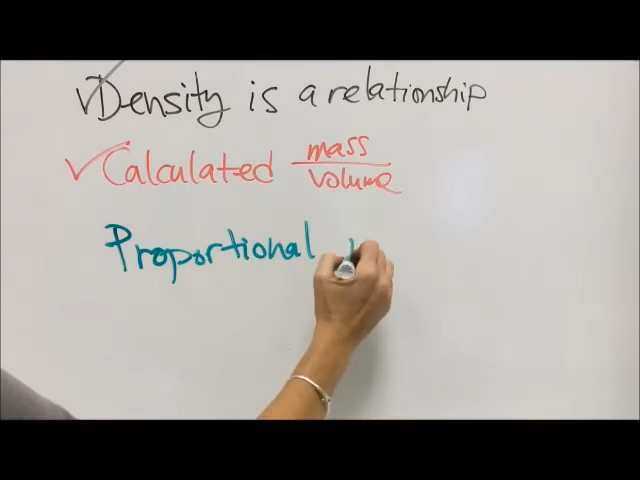 ✓Density is a relationship
✓Calculated mass/volume
Proportional